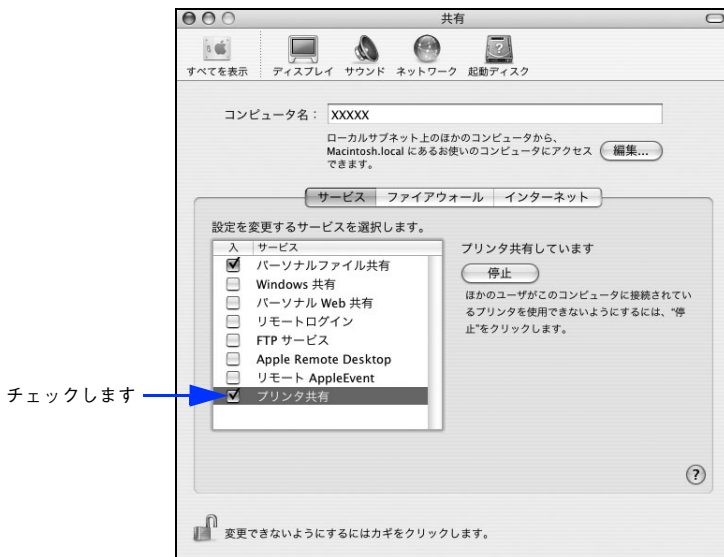 共有
すべてを表示 ディスプレイ サウンド ネットワーク 起動ディスク
コンピュータ名： XXXXX
ローカルサブネット上のほかのコンピュータから、
Macintosh.local にあるお使いのコンピュータにアクセス
できます。
編集...
サービス ファイアウォール インターネット
設定を変更するサービスを選択します。
入 サービス
パーソナルファイル共有
Windows 共有
パーソナル Web 共有
リモートログイン
FTP サービス
Apple Remote Desktop
リモート AppleEvent
プリンタ共有
プリンタ共有しています
停止
ほかのユーザがこのコンピュータに接続されてい
るプリンタを使用できないようにするには、“停
止”をクリックします。
チェックします
?
変更できないようにするにはカギをクリックします。